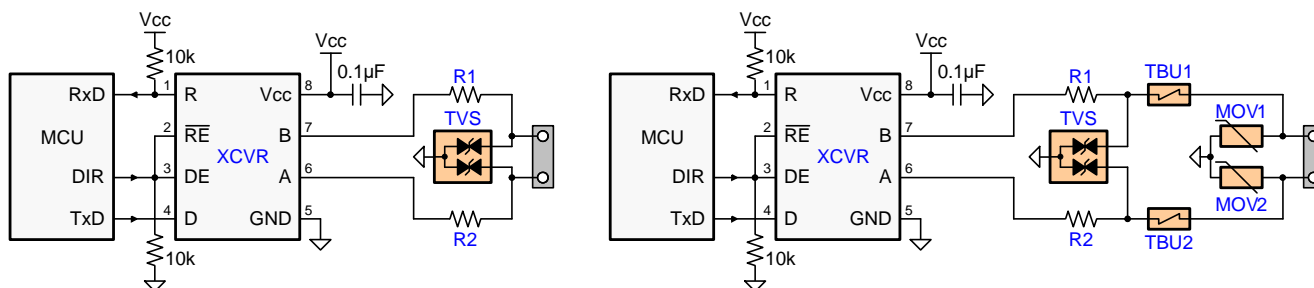 Vcc
10k
Vcc
0.1µF
R1
RxD
1
R
Vcc
8
TVS
MCU
2
RE
B
7
XCVR
DIR
3
DE
A
6
TxD
4
D
GND
5
R2
10k
Vcc
10k
Vcc
0.1µF
R1
TBU1
RxD
1
R
Vcc
8
TVS
MOV1
MCU
2
RE
B
7
XCVR
DIR
3
DE
A
6
MOV2
TxD
4
D
GND
5
R2
TBU2
10k